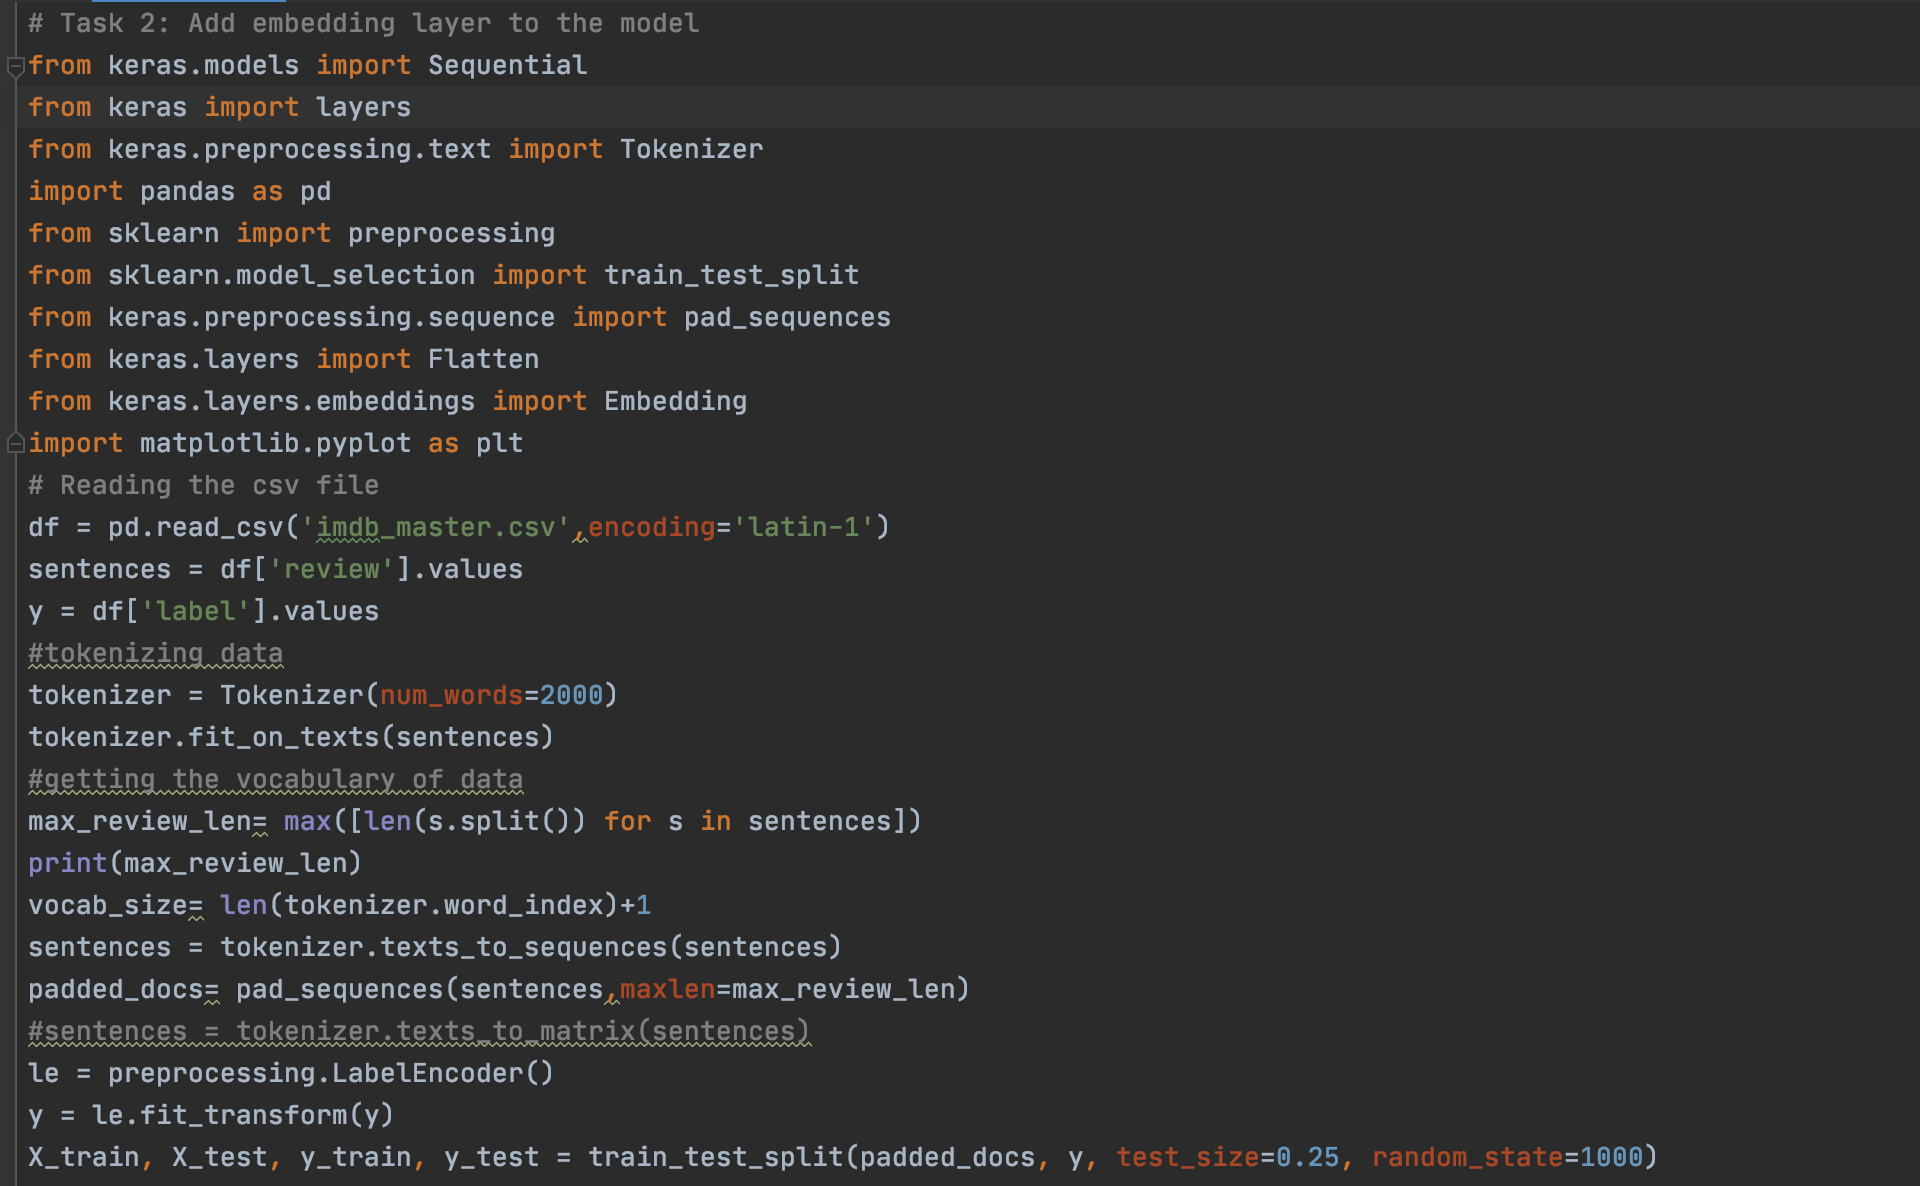 # Task 2: Add embedding layer to the model
from keras.models import Sequential
from keras import layers
from keras.preprocessing.text import Tokenizer
import pandas as pd
from sklearn import preprocessing
from sklearn.model_selection import train_test_split
from keras.preprocessing.sequence import pad_sequences
from keras.layers import Flatten
from keras.layers.embeddings import Embedding
import matplotlib.pyplot as plt
# Reading the csv file
df = pd.read_csv('imdb_master.csv',encoding='latin-1')
sentences = df['review'].values
y = df['label'].values
#tokenizing data
tokenizer = Tokenizer(num_words=2000)
tokenizer.fit_on_texts(sentences)
#getting the vocabulary of data
max_review_len= max([len(s.split()) for s in sentences])
print(max_review_len)
vocab_size= len(tokenizer.word_index)+1
sentences = tokenizer.texts_to_sequences(sentences)
padded_docs= pad_sequences(sentences,maxlen=max_review_len)
#sentences = tokenizer.texts_to_matrix(sentences)
le = preprocessing.LabelEncoder()
y = le.fit_transform(y)
X_train, X_test, y_train, y_test = train_test_split(padded_docs, y, test_size=0.25, random_state=1000)